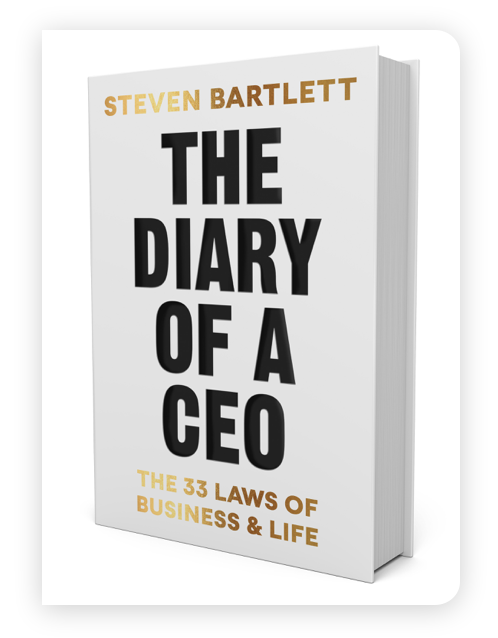 STEVEN BARTLETT
THE
DIARY
OF A
CEO
THE 33 LAWS OF
BUSINESS & LIFE